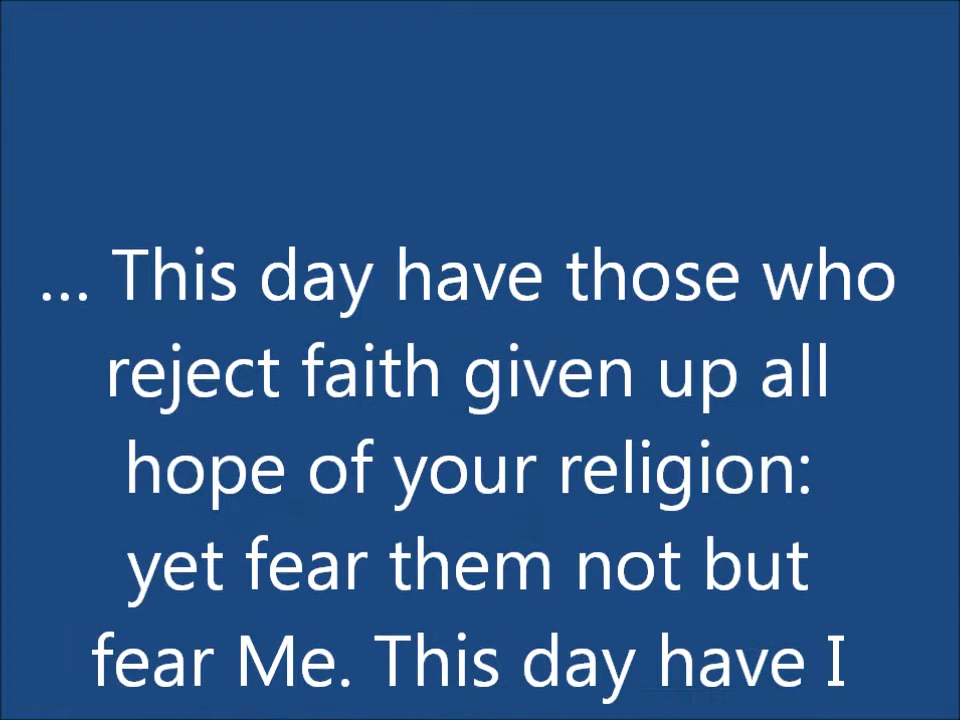 ... This day have those who
reject faith given up all
hope of your religion:
yet fear them not but
fear Me. This day have I